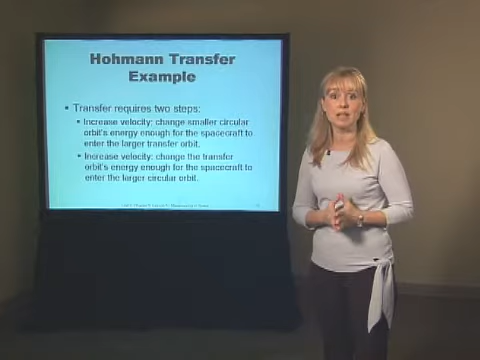 Hohmann Transfer
Example
▪ Transfer requires two steps:
▪ Increase velocity: change smaller circular
orbit's energy enough for the spacecraft to
enter the larger transfer orbit.
▪ Increase velocity: change the transfer
orbit's energy enough for the spacecraft to
enter the larger circular orbit.